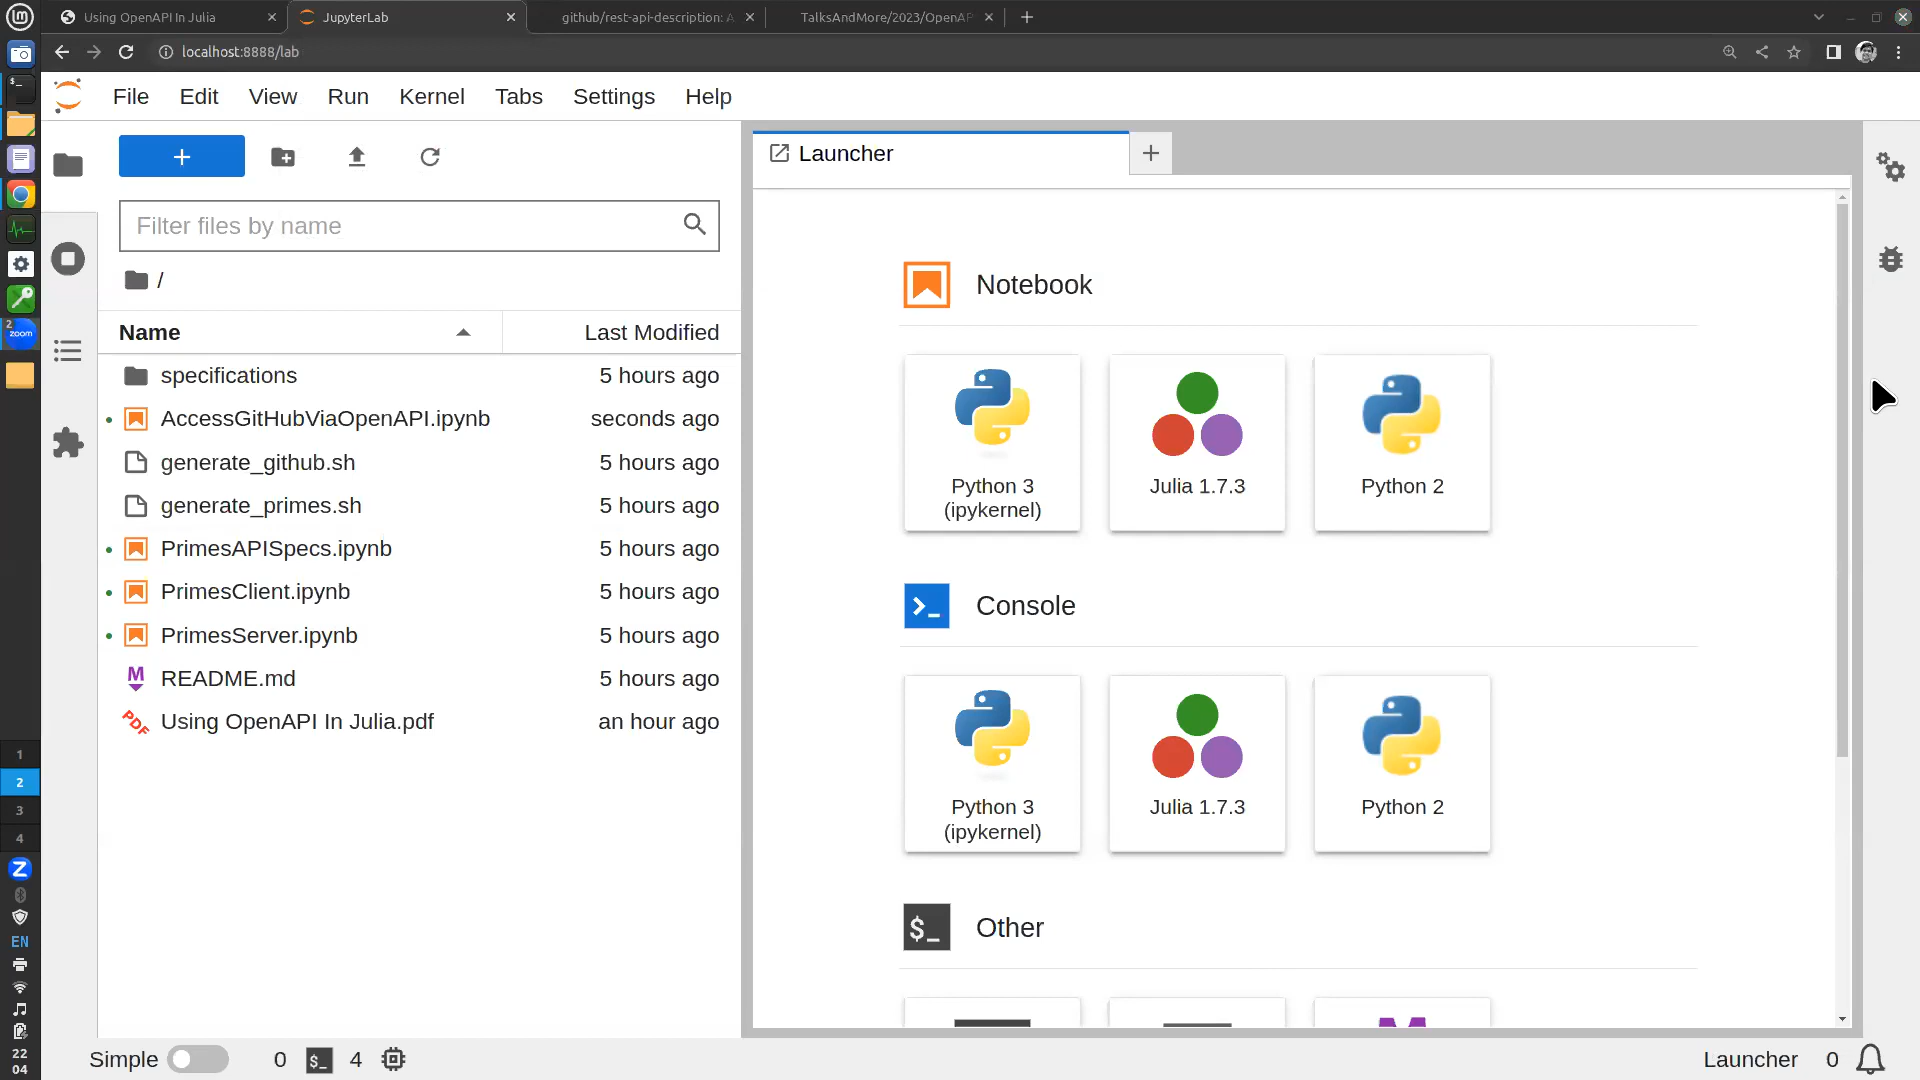 Using OpenAPI In Julia
JupyterLab
github/rest-api-description: A
TalksAndMore/2023/OpenAP
localhost:8888/lab
File Edit View Run Kernel Tabs Settings Help
+
Launcher
Filter files by name
/
Name Last Modified
specifications 5 hours ago
AccessGitHubViaOpenAPI.ipynb seconds ago
generate_github.sh 5 hours ago
generate_primes.sh 5 hours ago
PrimesAPISpecs.ipynb 5 hours ago
PrimesClient.ipynb 5 hours ago
PrimesServer.ipynb 5 hours ago
README.md 5 hours ago
Using OpenAPI In Julia.pdf an hour ago
Notebook
Python 3
(ipykernel)
Julia 1.7.3
Python 2
Console
Python 3
(ipykernel)
Julia 1.7.3
Python 2
$_ Other
Simple 0 $_ 4
Launcher 0
2
zoom
1
2
3
4
Z
EN
22
04